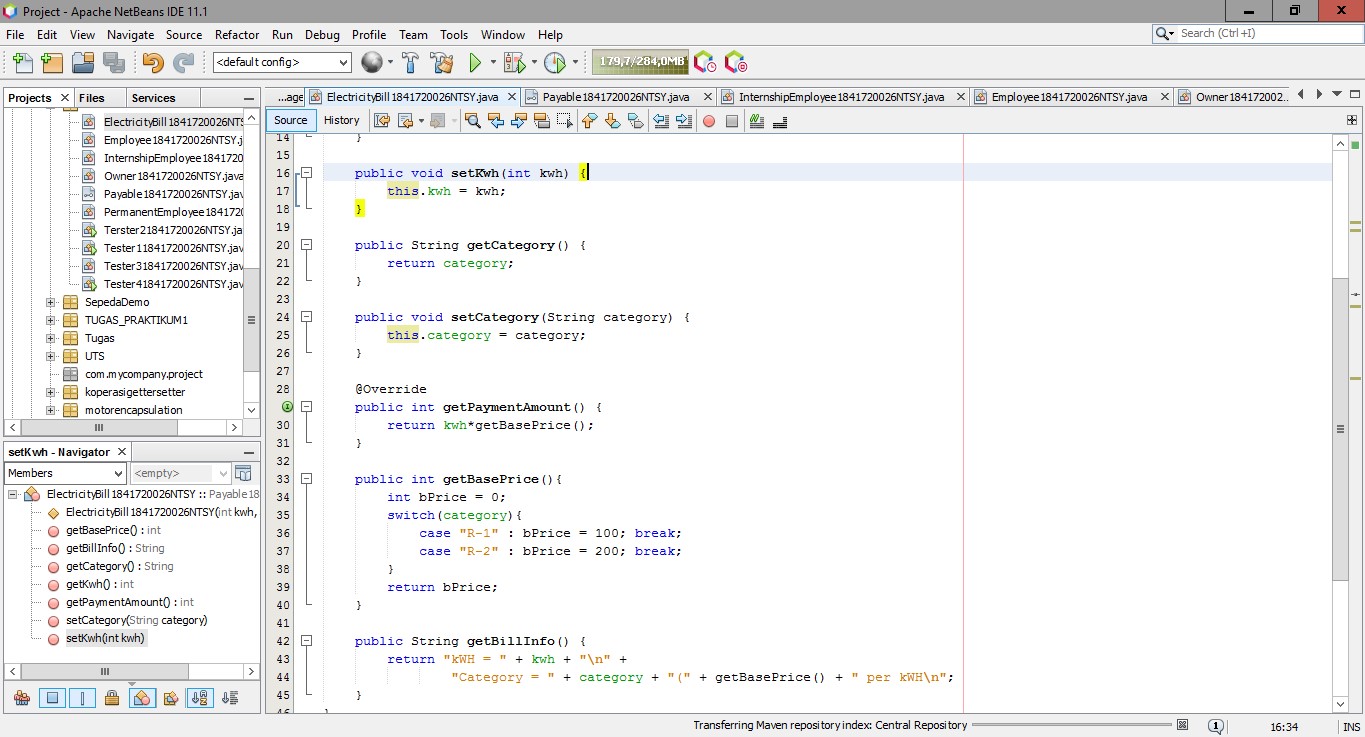 Project - Apache NetBeans IDE 11.1
File Edit View Navigate Source Refactor Run Debug Profile Team Tools Window Help
Search (Ctrl+I)
<default config>
179,7/284,0MB
Projects Files Services
...age ElectricityBill1841720026NTSY.java Payable1841720026NTSY.java InternshipEmployee1841720026NTSY.java Employee1841720026NTSY.java Owner184172002...
Source History
ElectricityBill1841720026NTS
Employee1841720026NTSY.j
InternshipEmployee1841720
Owner1841720026NTSY.java
Payable1841720026NTSY.java
PermanentEmployee184172
Terster21841720026NTSY.jav
Tester11841720026NTSY.jav
Tester31841720026NTSY.jav
Tester41841720026NTSY.jav
SepedaDemo
TUGAS_PRAKTIKUM1
Tugas
UTS
com.mycompany.project
koperasigettersetter
motorencapsulation
setKwh - Navigator
Members <empty>
ElectricityBill1841720026NTSY :: Payable18
ElectricityBill1841720026NTSY(int kwh,
getBasePrice() : int
getBillInfo() : String
getCategory() : String
getKwh() : int
getPaymentAmount() : int
setCategory(String category)
setKwh(int kwh)
14 }
15
16 public void setKwh(int kwh) {
17 this.kwh = kwh;
18 }
19
20 public String getCategory() {
21 return category;
22 }
23
24 public void setCategory(String category) {
25 this.category = category;
26 }
27
28 @Override
public int getPaymentAmount() {
30 return kwh*getBasePrice();
31 }
32
33 public int getBasePrice(){
34 int bPrice = 0;
35 switch(category){
36 case "R-1" : bPrice = 100; break;
37 case "R-2" : bPrice = 200; break;
38 }
39 return bPrice;
40 }
41
42 public String getBillInfo() {
43 return "kWH = " + kwh + "\n" +
44 "Category = " + category + "(" + getBasePrice() + " per kWH\n";
45 }
46 }
Transferring Maven repository index: Central Repository
1
16:34 INS